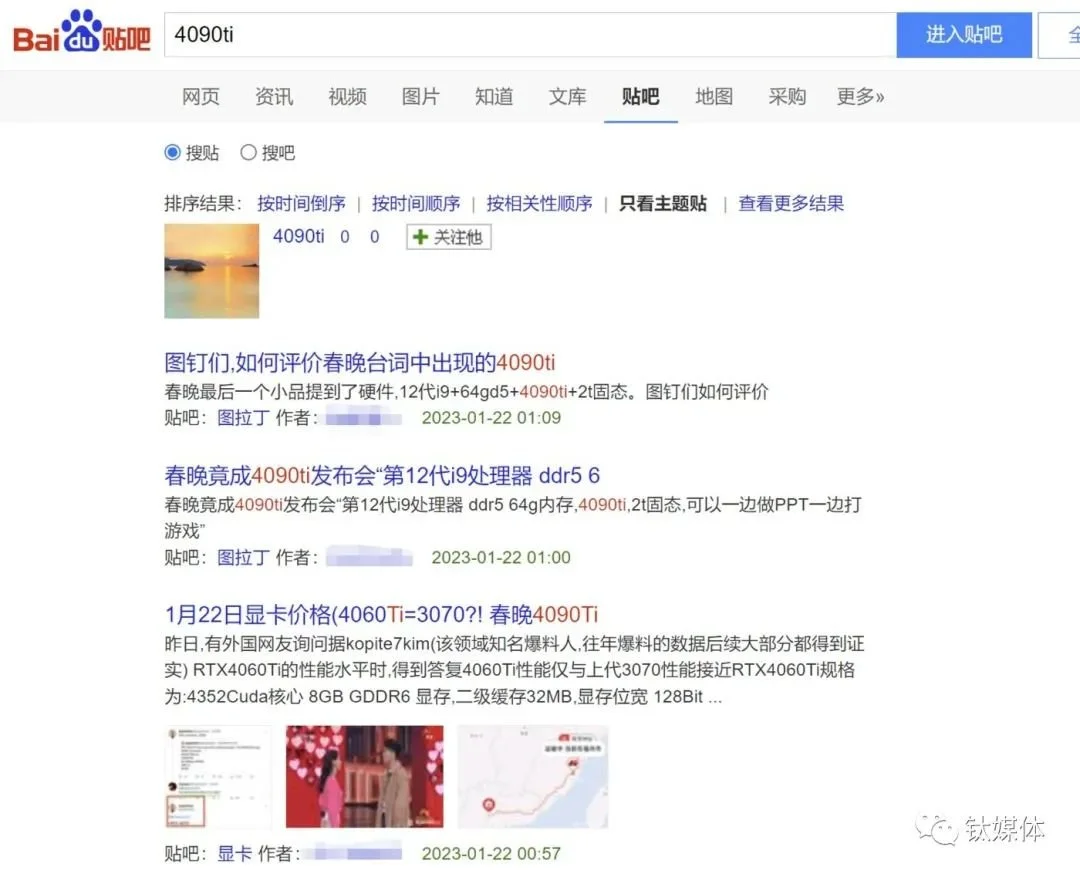 Bai du 贴吧 4090ti 进入贴吧
网页 资讯 视频 图片 知道 文库 贴吧 地图 采购 更多»
搜贴 搜吧
排序结果： 按时间倒序 | 按时间顺序 | 按相关性顺序 | 只看主题贴 | 查看更多结果
4090ti 0 0 关注他
图钉们,如何评价春晚台词中出现的4090ti
春晚最后一个小品提到了硬件,12代i9+64gd5+4090ti+2t固态。图钉们如何评价
贴吧：图拉丁 作者： 2023-01-22 01:09
春晚竟成4090ti发布会“第12代i9处理器 ddr5 6
春晚竟成4090ti发布会“第12代i9处理器 ddr5 64g内存,4090ti,2t固态,可以一边做PPT一边打
游戏”
贴吧：图拉丁 作者： 2023-01-22 01:00
1月22日显卡价格(4060Ti=3070?! 春晚4090Ti
昨日,有外国网友询问据kopite7kim(该领域知名爆料人,往年爆料的数据后续大部分都得到证
实) RTX4060Ti的性能水平时,得到答复4060Ti性能仅与上代3070性能接近RTX4060Ti规格
为:4352Cuda核心 8GB GDDR6 显存,二级缓存32MB,显存位宽 128Bit ...
贴吧：显卡 作者： 2023-01-22 00:57
钛媒体